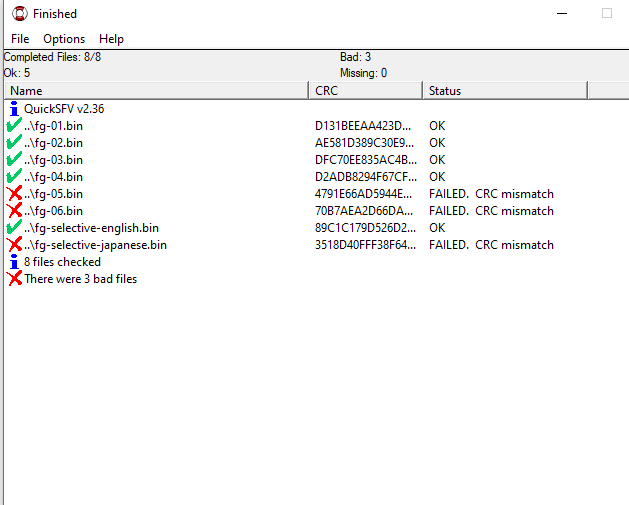 Finished
File Options Help
Completed Files: 8/8 Bad: 3
Ok: 5 Missing: 0
Name CRC Status
QuickSFV v2.36
..\fg-01.bin D131BEEAA423D... OK
..\fg-02.bin AE581D389C30E9... OK
..\fg-03.bin DFC70EE835AC4B... OK
..\fg-04.bin D2ADB8294F67CF... OK
..\fg-05.bin 4791E66AD5944E... FAILED. CRC mismatch
..\fg-06.bin 70B7AEA2D66DA... FAILED. CRC mismatch
..\fg-selective-english.bin 89C1C179D526D2... OK
..\fg-selective-japanese.bin 3518D40FFF38F64... FAILED. CRC mismatch
8 files checked
There were 3 bad files